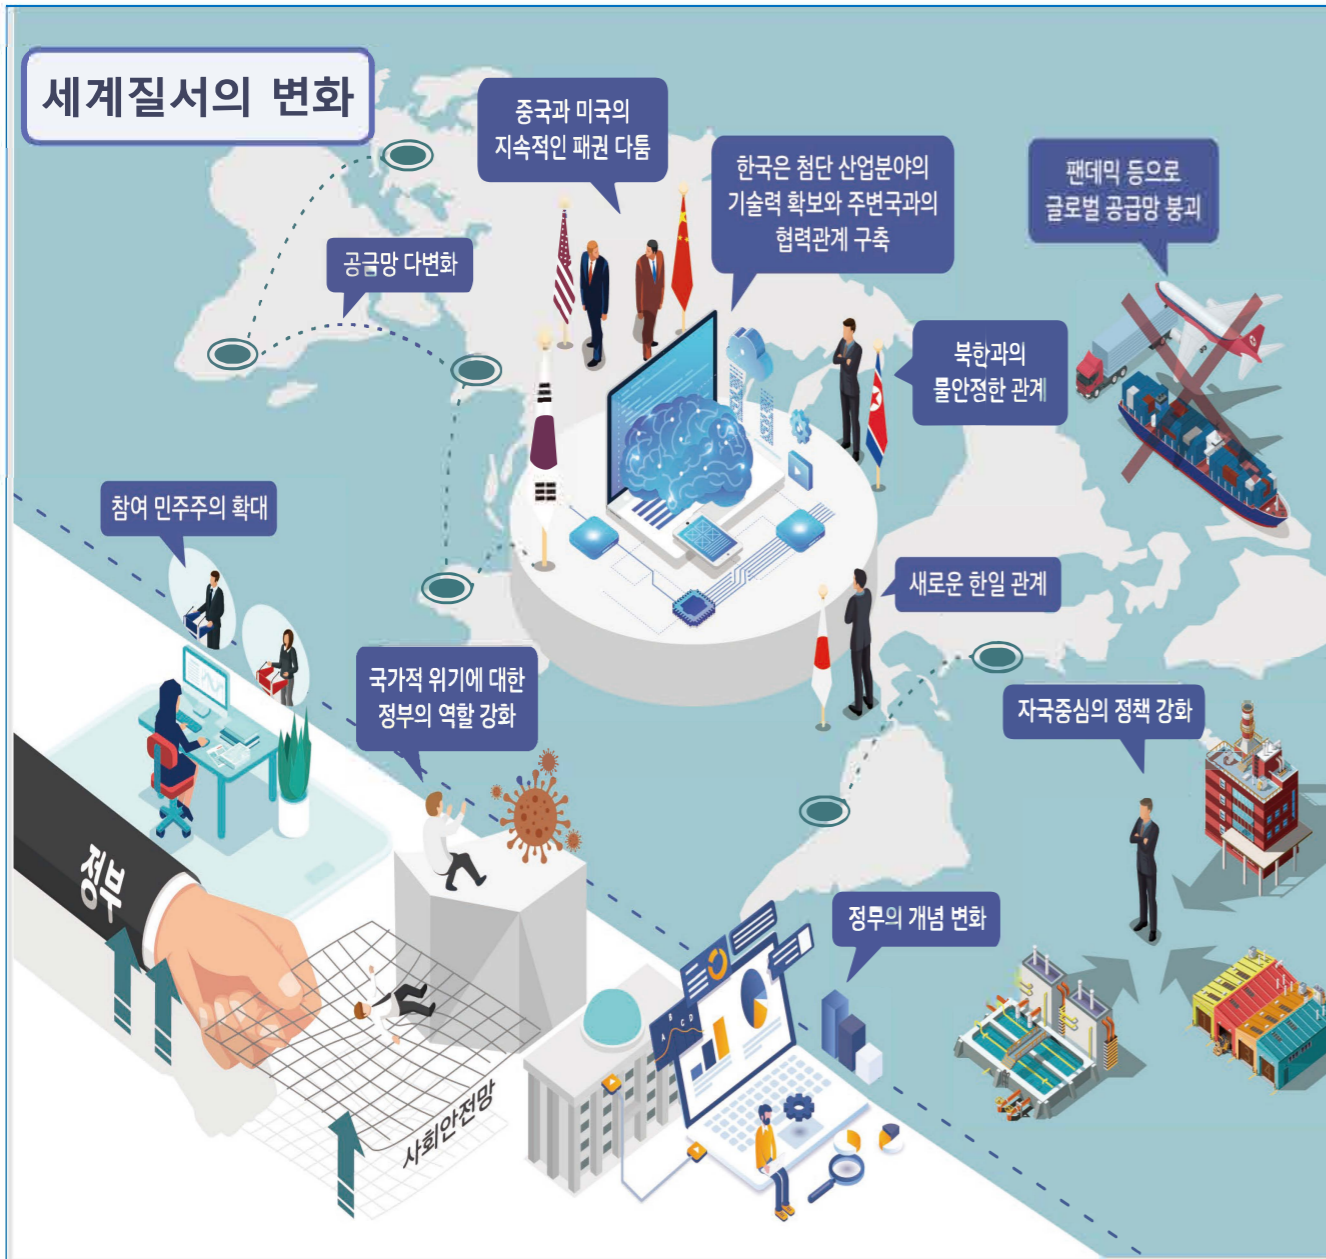 세계질서의 변화
중국과 미국의
지속적인 패권 다툼
한국은 첨단 산업분야의
기술력 확보와 주변국과의
협력관계 구축
팬데믹 등으로
글로벌 공급망 붕괴
공급망 다변화
북한과의
물안정한 관계
참여 민주주의 확대
새로운 한일 관계
국가적 위기에 대한
정부의 역할 강화
자국중심의 정책 강화
정부
정무의 개념 변화
사회안전망
A B C D